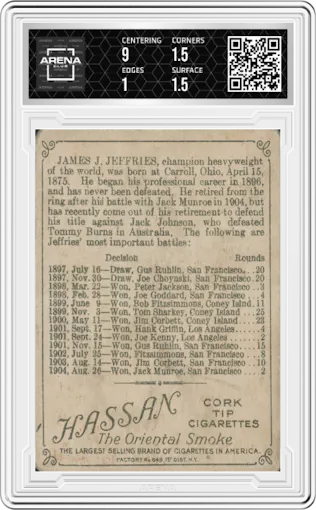 ARENA
CLUB
CENTERING
9
CORNERS
1.5
EDGES
1
SURFACE
1.5
JAMES J. JEFFRIES, champion heavyweight
of the world, was born at Carroll, Ohio, April 15,
1875. He began his professional career in 1896,
and has never been defeated. He retired from the
ring after his battle with Jack Munroe in 1904, but
has recently come out of his retirement to defend
his title against Jack Johnson, who defeated
Tommy Burns in Australia. The following are
Jeffries' most important battles:
Decision Rounds
1897, July 16—Draw, Gus Ruhlin, San Francisco.. 20
1897, Nov. 30—Draw, Joe Choynski, San Francisco. 20
1898, Mar. 22—Won, Peter Jackson, San Francisco . 3
1898, Feb. 28—Won, Joe Goddard, San Francisco . . 4
1899, June 9—Won, Bob Fitzsimmons, Coney Island. 11
1899, Nov. 3—Won, Tom Sharkey, Coney Island ... 25
1900, May 11—Won, Jim Corbett, Coney Island.... 23
1901, Sept. 17—Won, Hank Griffin, Los Angeles..... 4
1901, Sept. 24—Won, Joe Kenny, Los Angeles ...... 2
1901, Nov. 15—Won, Gus Ruhlin, San Francisco.... 15
1902, July 25—Won, Fitzsimmons, San Francisco .. 8
1903, Aug. 14—Won, Jim Corbett, San Francisco .. 10
1904, Aug. 26—Won, Jack Munroe, San Francisco .. 2
HASSAN
CORK
TIP
CIGARETTES
The Oriental Smoke
THE LARGEST SELLING BRAND OF CIGARETTES IN AMERICA.